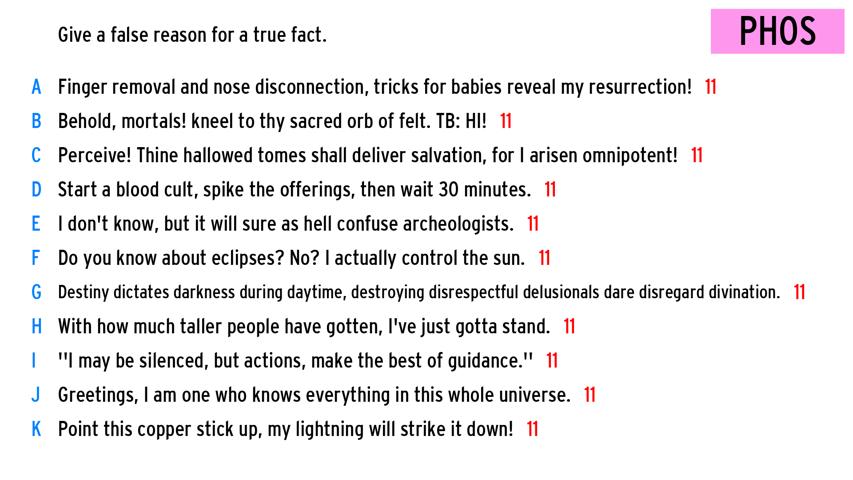 Give a false reason for a true fact.
PHOS
A Finger removal and nose disconnection, tricks for babies reveal my resurrection! 11
B Behold, mortals! kneel to thy sacred orb of felt. TB: HI! 11
C Perceive! Thine hallowed tomes shall deliver salvation, for I arisen omnipotent! 11
D Start a blood cult, spike the offerings, then wait 30 minutes. 11
E I don't know, but it will sure as hell confuse archeologists. 11
F Do you know about eclipses? No? I actually control the sun. 11
G Destiny dictates darkness during daytime, destroying disrespectful delusionals dare disregard divination. 11
H With how much taller people have gotten, I've just gotta stand. 11
I "I may be silenced, but actions, make the best of guidance." 11
J Greetings, I am one who knows everything in this whole universe. 11
K Point this copper stick up, my lightning will strike it down! 11